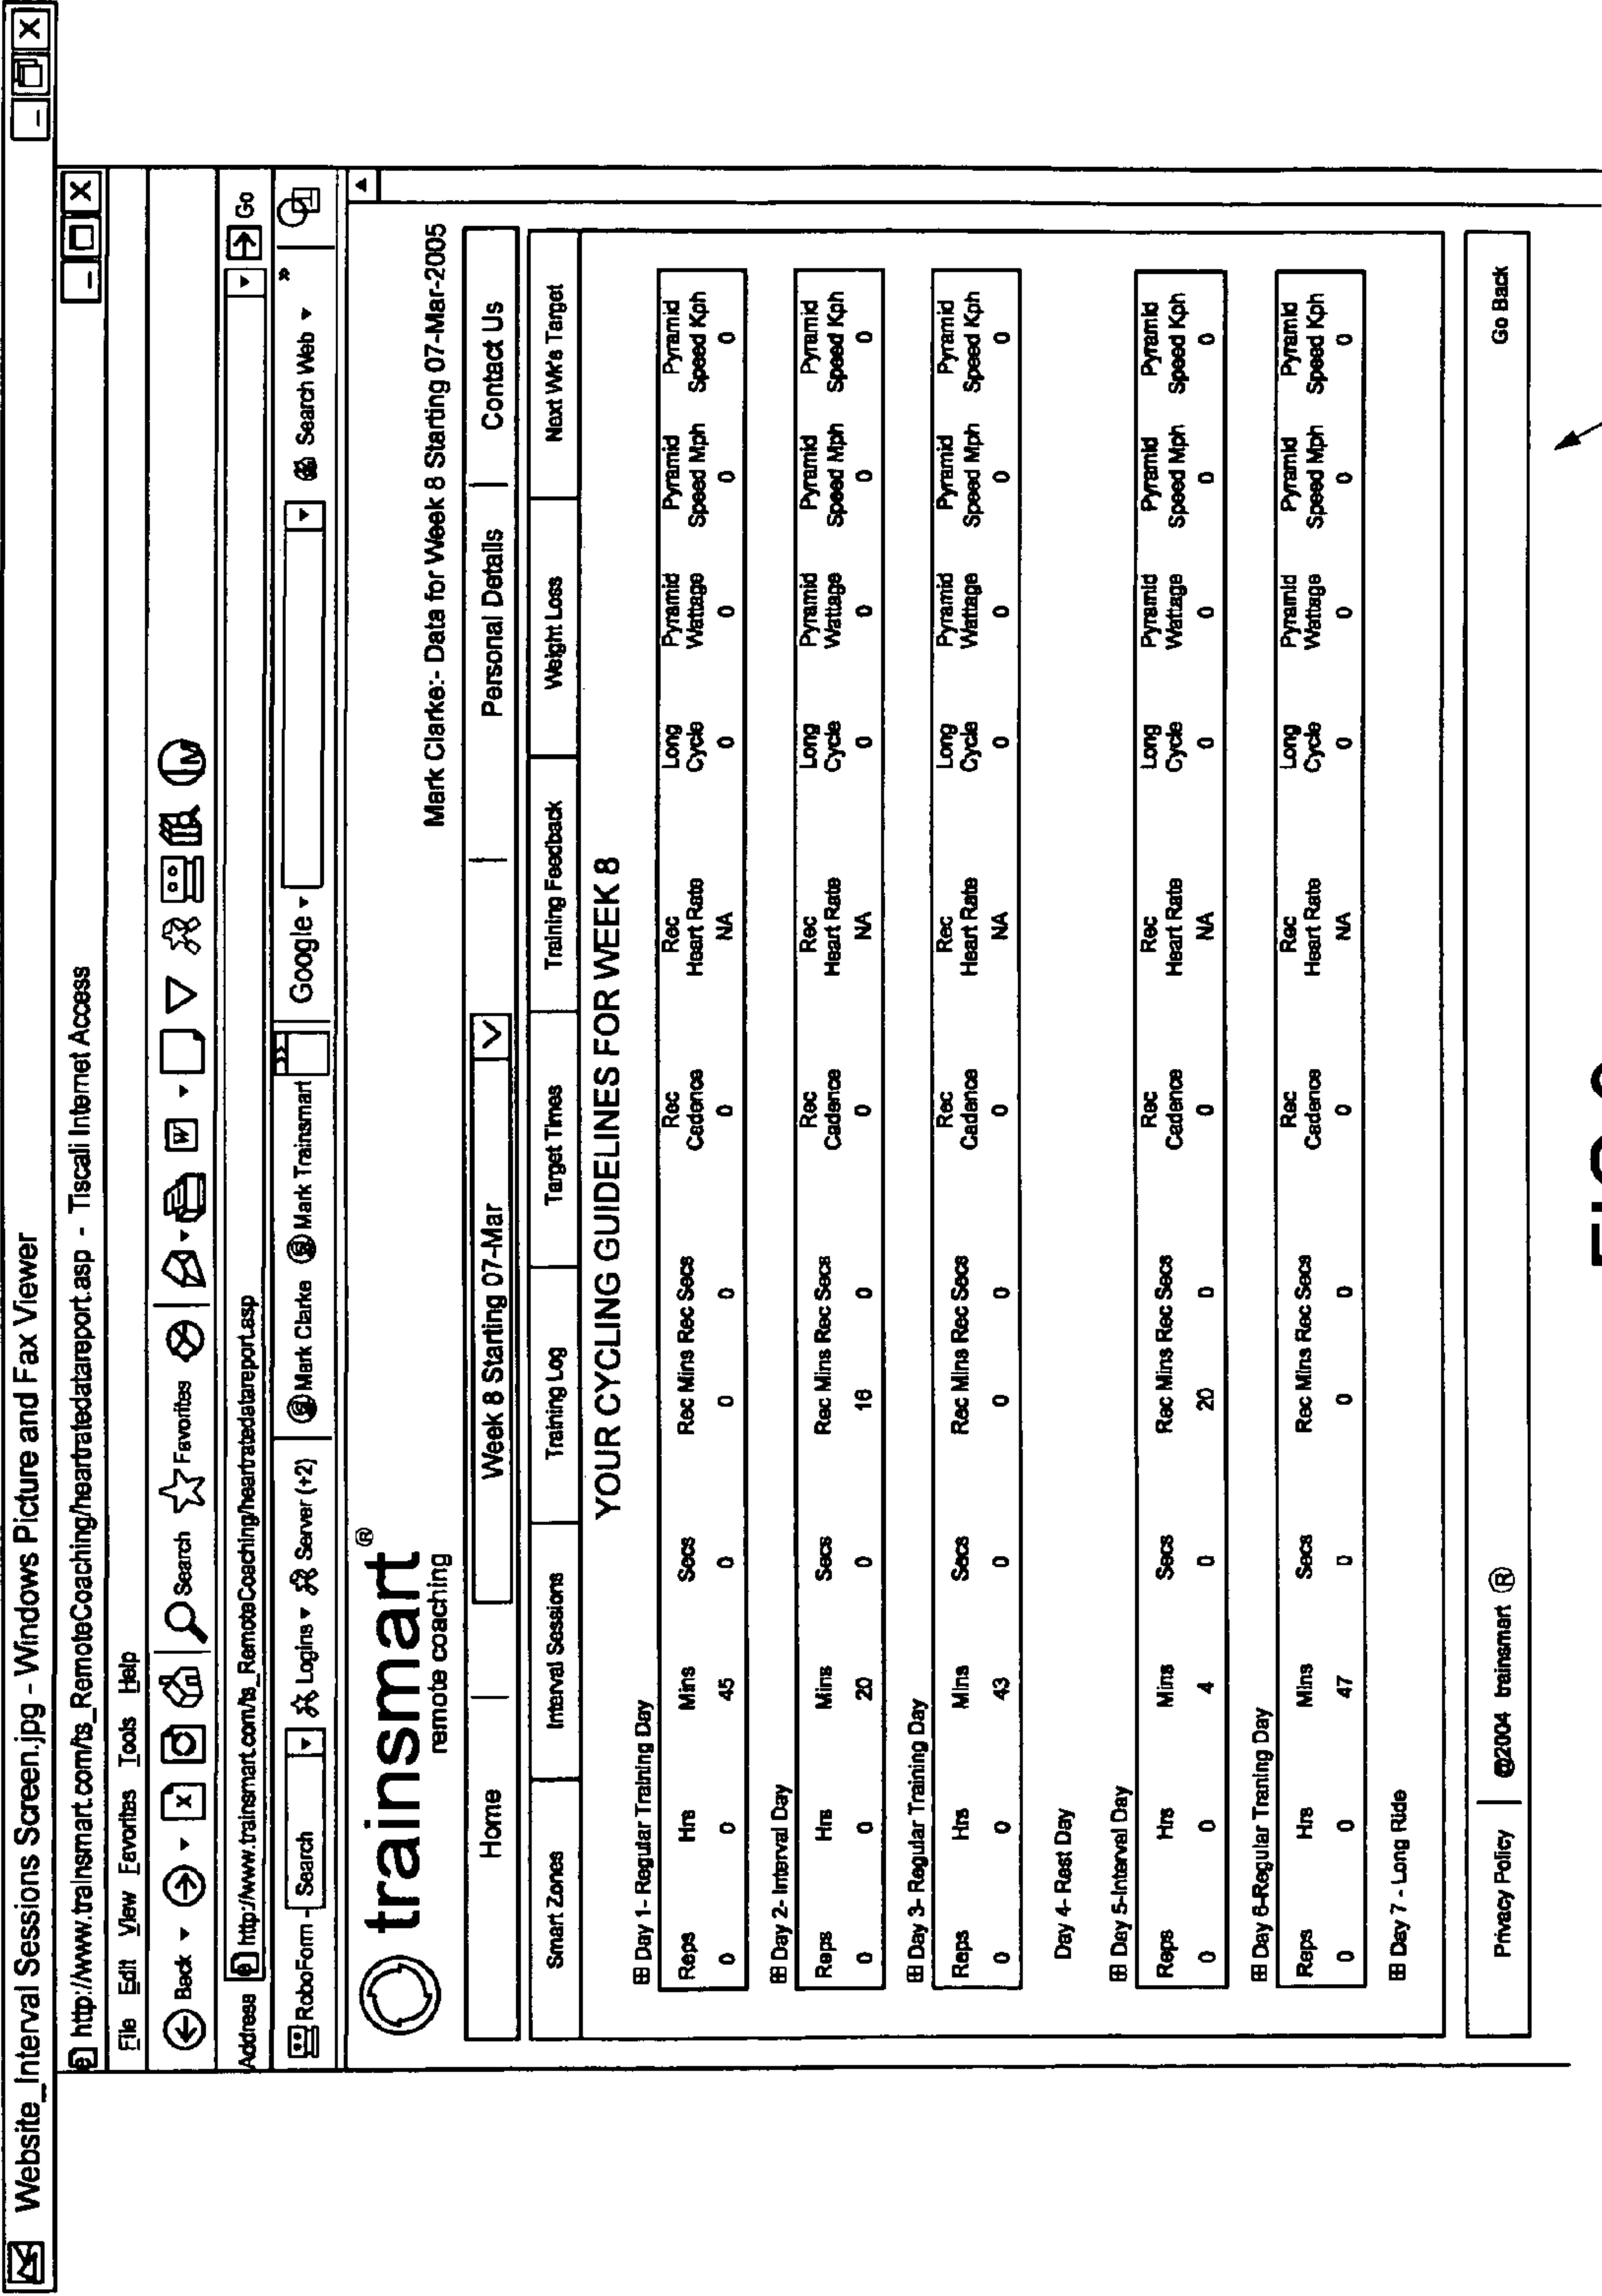 Website_Interval Sessions Screen.jpg - Windows Picture and Fax Viewer
http://www.trainsmart.com/ts_RemoteCoaching/heartratedatareport.asp - Tiscali Internet Access
File Edit View Favorites Tools Help
Back Search Favorites
Address http://www.trainsmart.com/ts_RemoteCoaching/heartratedatareport.asp Go
RoboForm - Search Logins Server (+2) Mark Clarke Mark Trainsmart » Google Search Web »
trainsmart®
remote coaching
Mark Clarke:- Data for Week 8 Starting 07-Mar-2005
Home | Week 8 Starting 07-Mar | Personal Details | Contact Us
Smart Zones Interval Sessions Training Log Target Times Training Feedback Weight Loss Next Wk's Target
YOUR CYCLING GUIDELINES FOR WEEK 8
Day 1- Regular Training Day
Reps Hrs Mins Secs Rec Mins Rec Secs Rec Cadence Rec Heart Rate Long Cycle Pyramid Wattage Pyramid Speed Mph Pyramid Speed Kph
0 0 45 0 0 0 0 NA 0 0 0 0
Day 2- Interval Day
Reps Hrs Mins Secs Rec Mins Rec Secs Rec Cadence Rec Heart Rate Long Cycle Pyramid Wattage Pyramid Speed Mph Pyramid Speed Kph
0 0 20 0 16 0 0 NA 0 0 0 0
Day 3- Regular Training Day
Reps Hrs Mins Secs Rec Mins Rec Secs Rec Cadence Rec Heart Rate Long Cycle Pyramid Wattage Pyramid Speed Mph Pyramid Speed Kph
0 0 43 0 0 0 0 NA 0 0 0 0
Day 4- Rest Day
Day 5-Interval Day
Reps Hrs Mins Secs Rec Mins Rec Secs Rec Cadence Rec Heart Rate Long Cycle Pyramid Wattage Pyramid Speed Mph Pyramid Speed Kph
0 0 4 0 20 0 0 NA 0 0 0 0
Day 6-Regular Traning Day
Reps Hrs Mins Secs Rec Mins Rec Secs Rec Cadence Rec Heart Rate Long Cycle Pyramid Wattage Pyramid Speed Mph Pyramid Speed Kph
0 0 47 0 0 0 0 NA 0 0 0 0
Day 7 - Long Ride
Privacy Policy | @2004 trainsmart ® Go Back